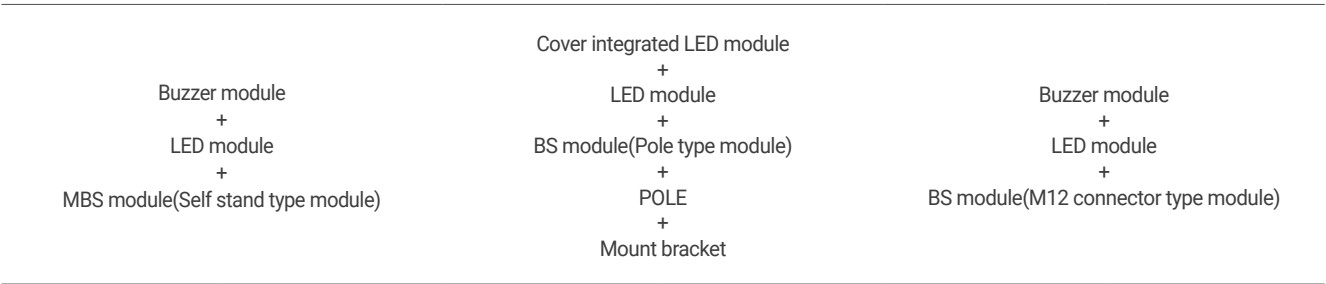 Buzzer module
+
LED module
+
MBS module(Self stand type module)
Cover integrated LED module
+
LED module
+
BS module(Pole type module)
+
POLE
+
Mount bracket
Buzzer module
+
LED module
+
BS module(M12 connector type module)